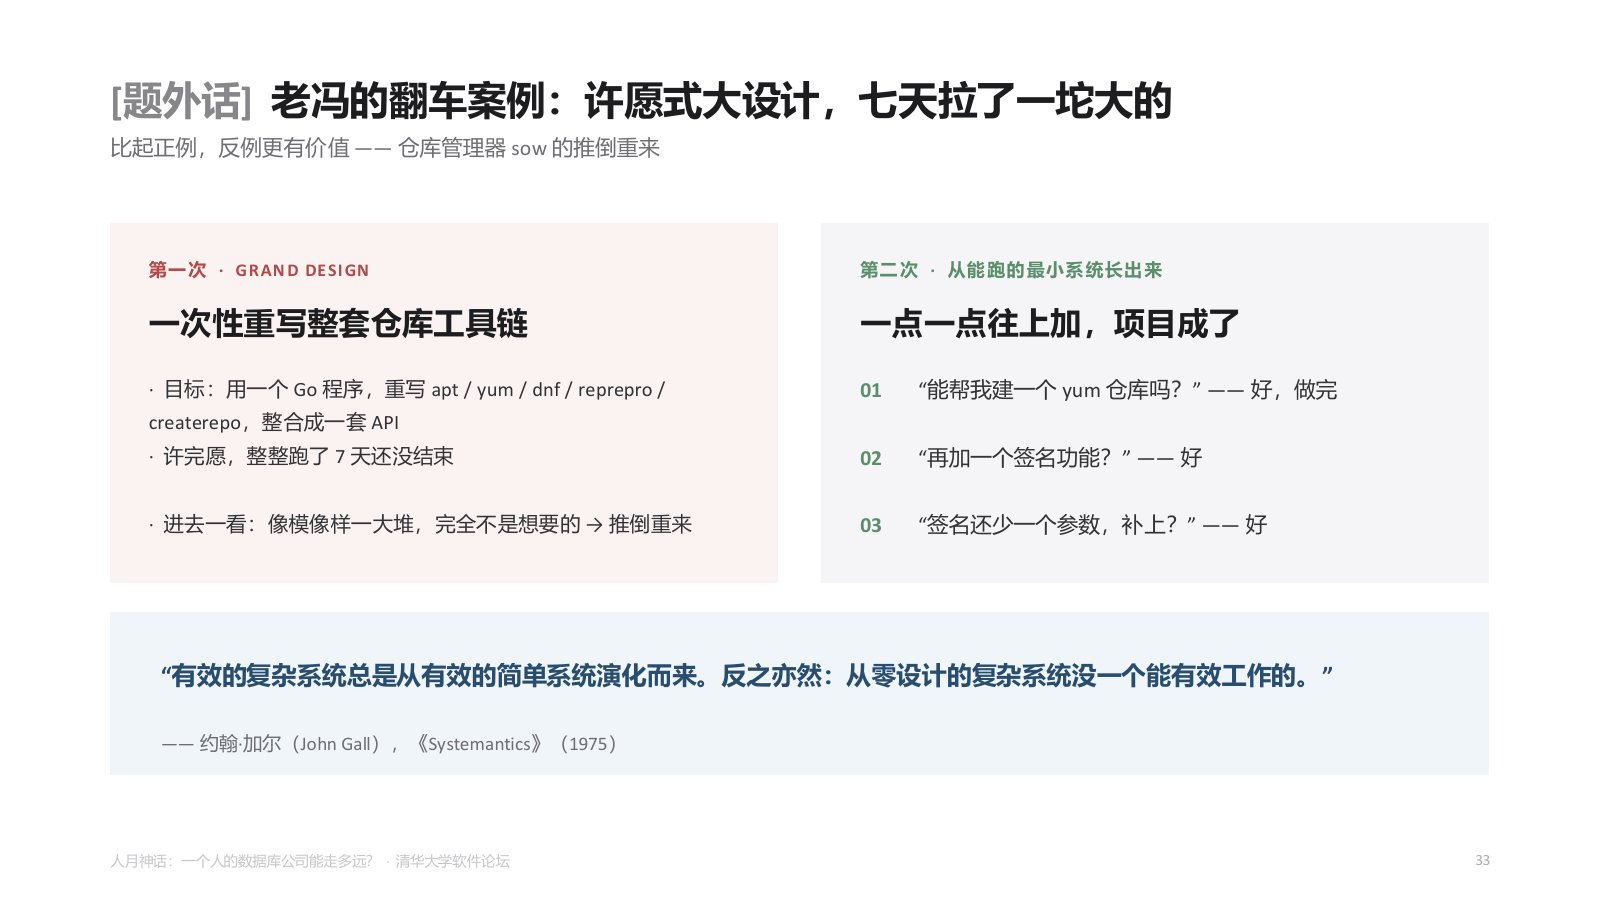 [题外话] 老冯的翻车案例：许愿式大设计，七天拉了一坨大的
比起正例，反例更有价值 —— 仓库管理器 sow 的推倒重来
第一次 · GRAND DESIGN
一次性重写整套仓库工具链
· 目标：用一个 Go 程序，重写 apt / yum / dnf / reprepro /
createrepo，整合成一套 API
· 许完愿，整整跑了 7 天还没结束
· 进去一看：像模像样一大堆，完全不是想要的 → 推倒重来
第二次 · 从能跑的最小系统长出来
一点一点往上加，项目成了
01 “能帮我建一个 yum 仓库吗？” —— 好，做完
02 “再加一个签名功能？” —— 好
03 “签名还少一个参数，补上？” —— 好
“有效的复杂系统总是从有效的简单系统演化而来。反之亦然：从零设计的复杂系统没一个能有效工作的。”
—— 约翰·加尔（John Gall），《Systemantics》（1975）
人月神话：一个人的数据库公司能走多远？ · 清华大学软件论坛
33